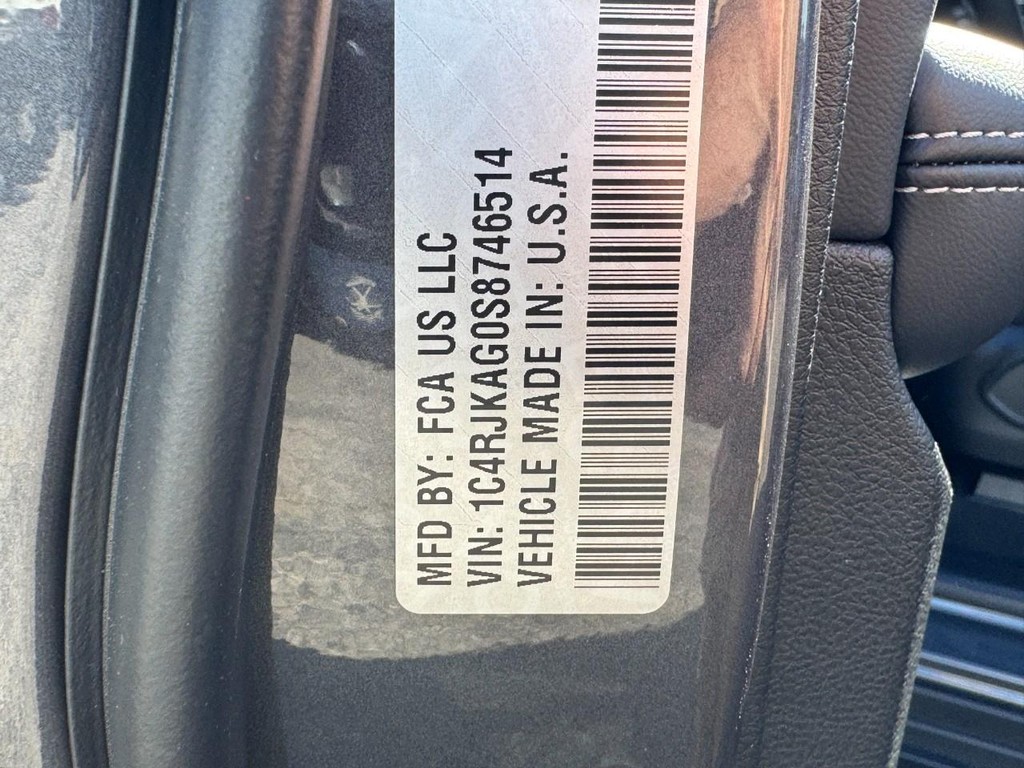 MFD BY: FCA US LLC
VIN: 1C4RJKAG0S8746514
VEHICLE MADE IN: U.S.A.